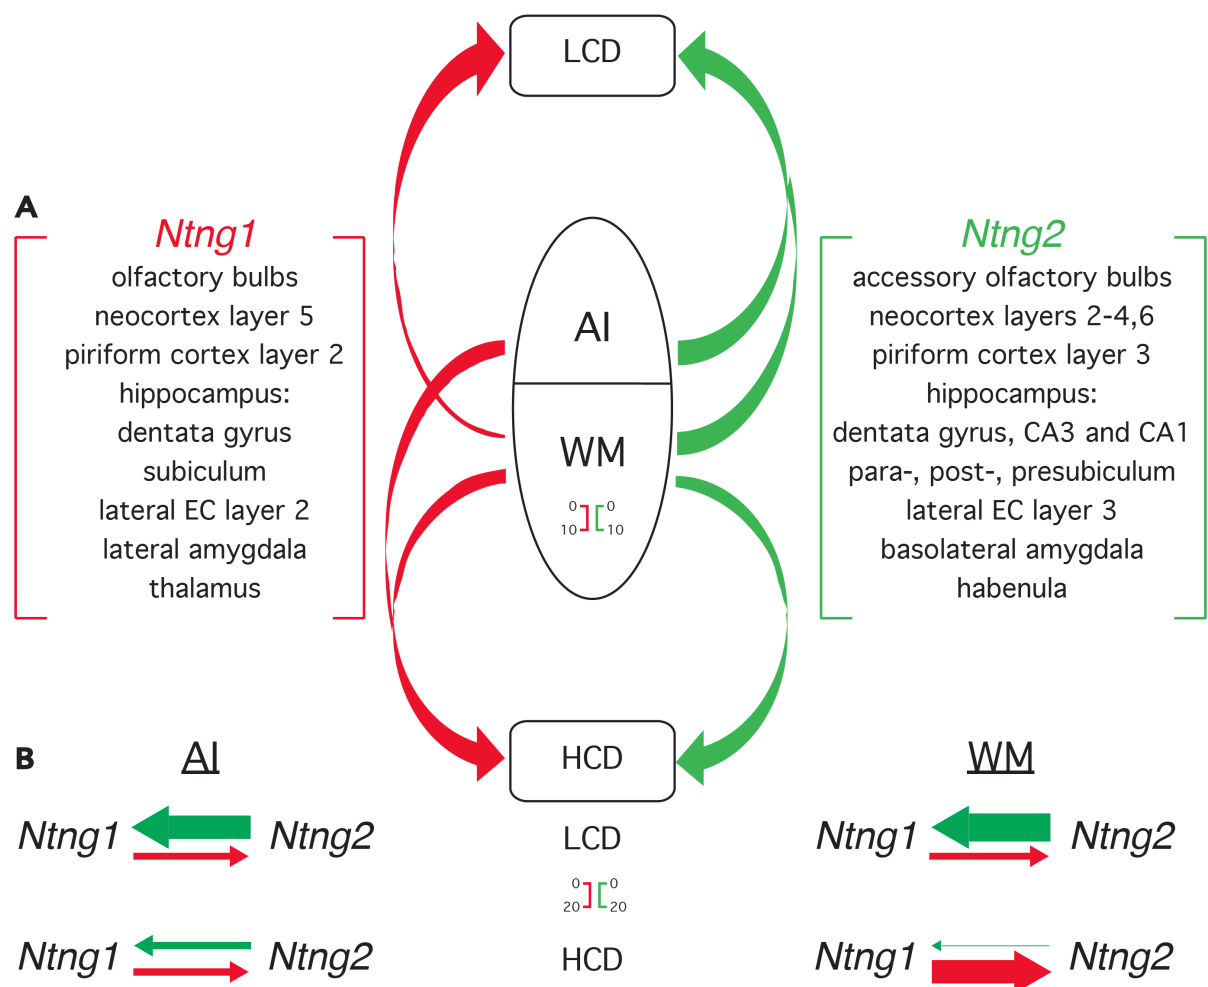 LCD
A
Ntng1
olfactory bulbs
neocortex layer 5
piriform cortex layer 2
hippocampus:
dentata gyrus
subiculum
lateral EC layer 2
lateral amygdala
thalamus
AI
WM
0 0
10 10
Ntng2
accessory olfactory bulbs
neocortex layers 2-4,6
piriform cortex layer 3
hippocampus:
dentata gyrus, CA3 and CA1
para-, post-, presubiculum
lateral EC layer 3
basolateral amygdala
habenula
HCD
B
AI
WM
Ntng1 Ntng2
LCD
Ntng1 Ntng2
0 0
20 20
Ntng1 Ntng2
HCD
Ntng1 Ntng2